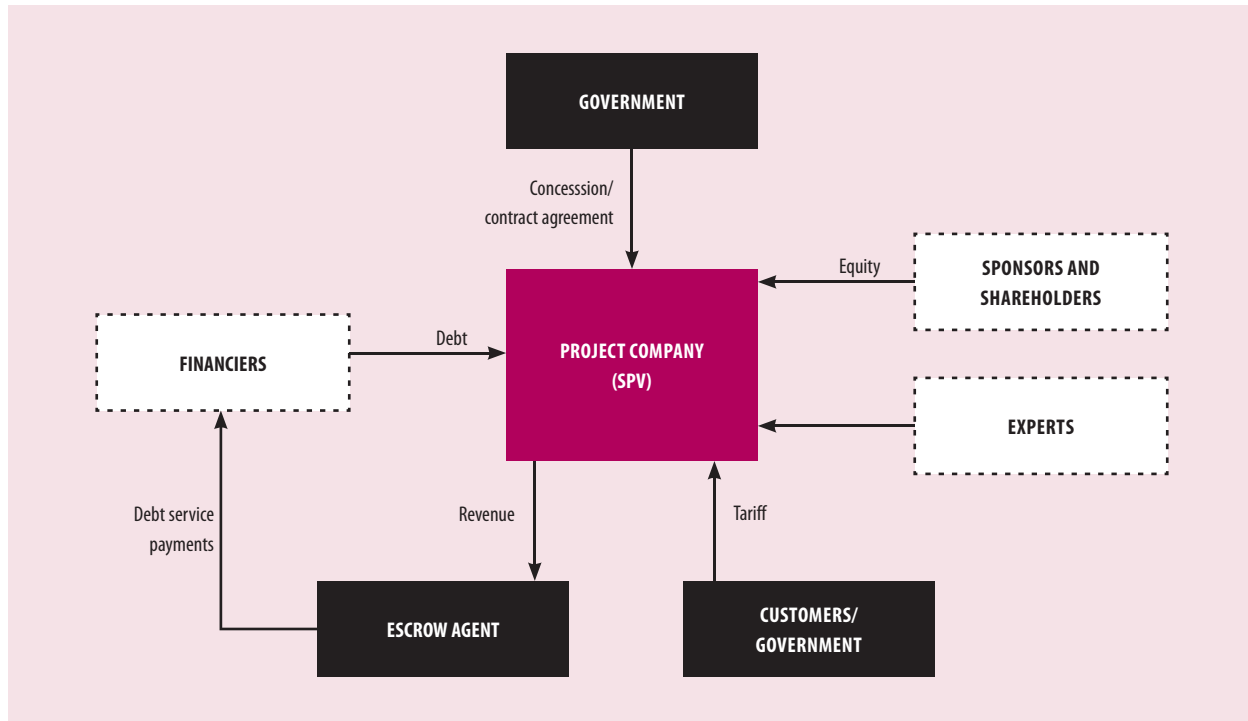 GOVERNMENT
Concesssion/
contract agreement
Equity
SPONSORS AND
SHAREHOLDERS
Debt
FINANCIERS
PROJECT COMPANY
(SPV)
EXPERTS
Debt service
payments
Revenue
Tariff
ESCROW AGENT
CUSTOMERS/
GOVERNMENT